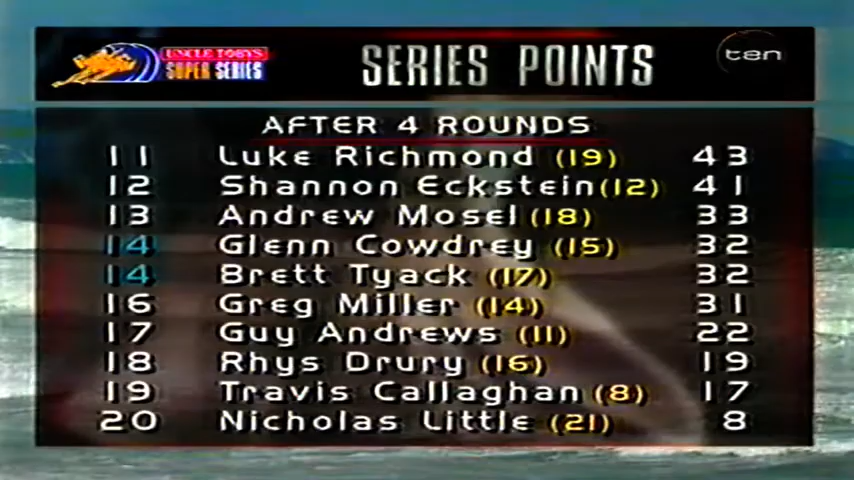 UNCLE TOBYS
SUPER SERIES
SERIES POINTS
ten
AFTER 4 ROUNDS
11 Luke Richmond (19) 43
12 Shannon Eckstein (12) 41
13 Andrew Mosel (18) 33
14 Glenn Cowdrey (15) 32
14 Brett Tyack (17) 32
16 Greg Miller (14) 31
17 Guy Andrews (11) 22
18 Rhys Drury (16) 19
19 Travis Callaghan (8) 17
20 Nicholas Little (21) 8